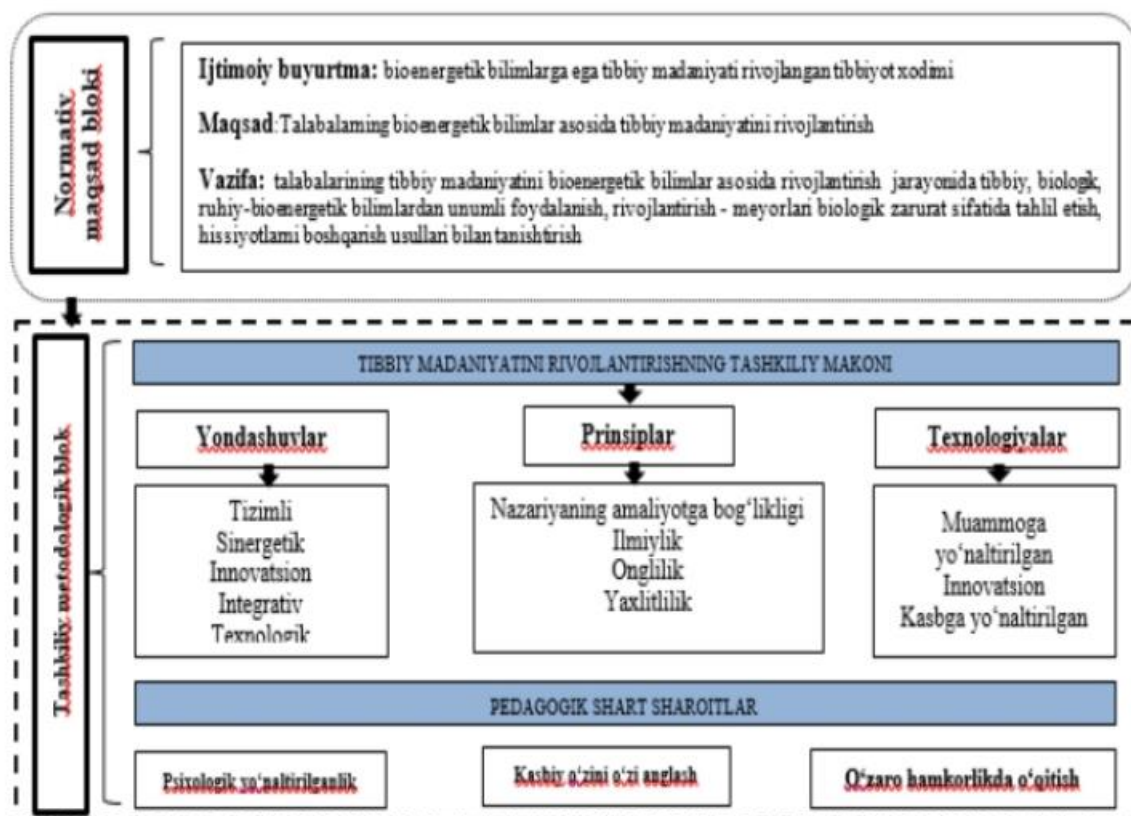 Normativ
maqsad bloki
Ijtimoiy buyurtma: bioenergetik bilimlarga ega tibbiy madaniyati rivojlangan tibbiyot xodimi
Maqsad: Talabalarning bioenergetik bilimlar asosida tibbiy madaniyatini rivojlantirish
Vazifa: talabalarining tibbiy madaniyatini bioenergetik bilimlar asosida rivojlantirish jarayonida tibbiy, biologik,
ruhiy-bioenergetik bilimlardan unumli foydalanish, rivojlantirish - meyorlari biologik zarurat sifatida tahlil etish,
hissiyotlarni boshqarish usullari bilan tanishtirish
Tashkiliy metodologik blok
TIBBIY MADANIYATINI RIVOJLANTIRISHNING TASHKILIY MAKONI
Yondashuvlar
Prinsiplar
Texnologiyalar
Tizimli
Sinergetik
Innovatsion
Integrativ
Texnologik
Nazariyaning amaliyotga bog‘likligi
Ilmiylik
Onglilik
Yaxlitlilik
Muammoga
yo‘naltirilgan
Innovatsion
Kasbga yo‘naltirilgan
PEDAGOGIK SHART SHAROITLAR
Psixologik yo‘naltirilganlik
Kasbiy o‘zini o‘zi anglash
O‘zaro hamkorlikda o‘qitish